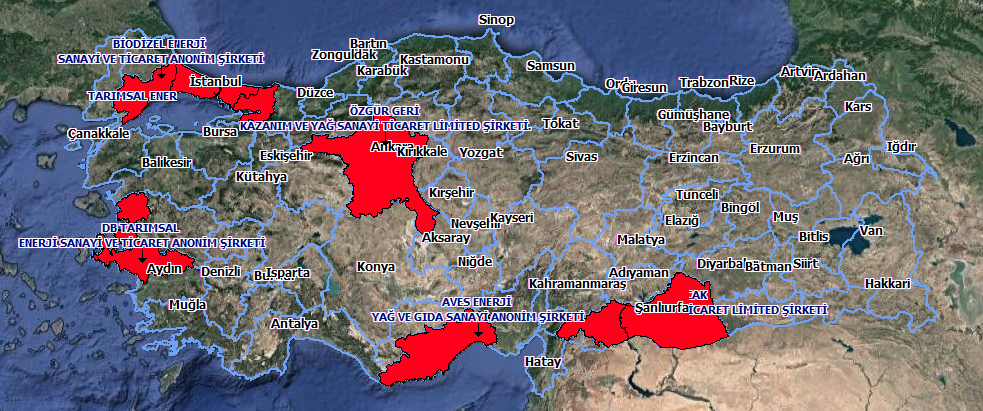 Sinop
BİODİZEL ENERJİ
SANAYİ VE TİCARET ANONİM ŞİRKETİ
Bartın
Zonguldak
Kastamonu
Karabük
Samsun
İstanbul
TARIMSAL ENER
Düzce
Giresun
Trabzon
Rize
Artvin
Ardahan
Kars
ÖZGÜR GERİ
KAZANIM VE YAĞ SANAYİ TİCARET LİMİTED ŞİRKETİ
Çanakkale
Bursa
Tokat
Gümüşhane
Bayburt
Iğdır
Balıkesir
Eskişehir
Ankara
Kırıkkale
Yozgat
Sivas
Erzincan
Erzurum
Ağrı
Kütahya
Kırşehir
Tunceli
Bingöl
Muş
DB TARIMSAL
ENERJİ SANAYİ VE TİCARET ANONİM ŞİRKETİ
Nevşehir
Kayseri
Aksaray
Elazığ
Malatya
Bitlis
Van
Aydın
Denizli
Isparta
Konya
Niğde
Adıyaman
Diyarbal
Batman
Siirt
Hakkari
Kahramanmaraş
Muğla
Antalya
AVES ENERJİ
YAĞ VE GIDA SANAYİ ANONİM ŞİRKETİ
Şanlıurfa
CAK
İCARET LİMİTED ŞİRKETİ
Hatay